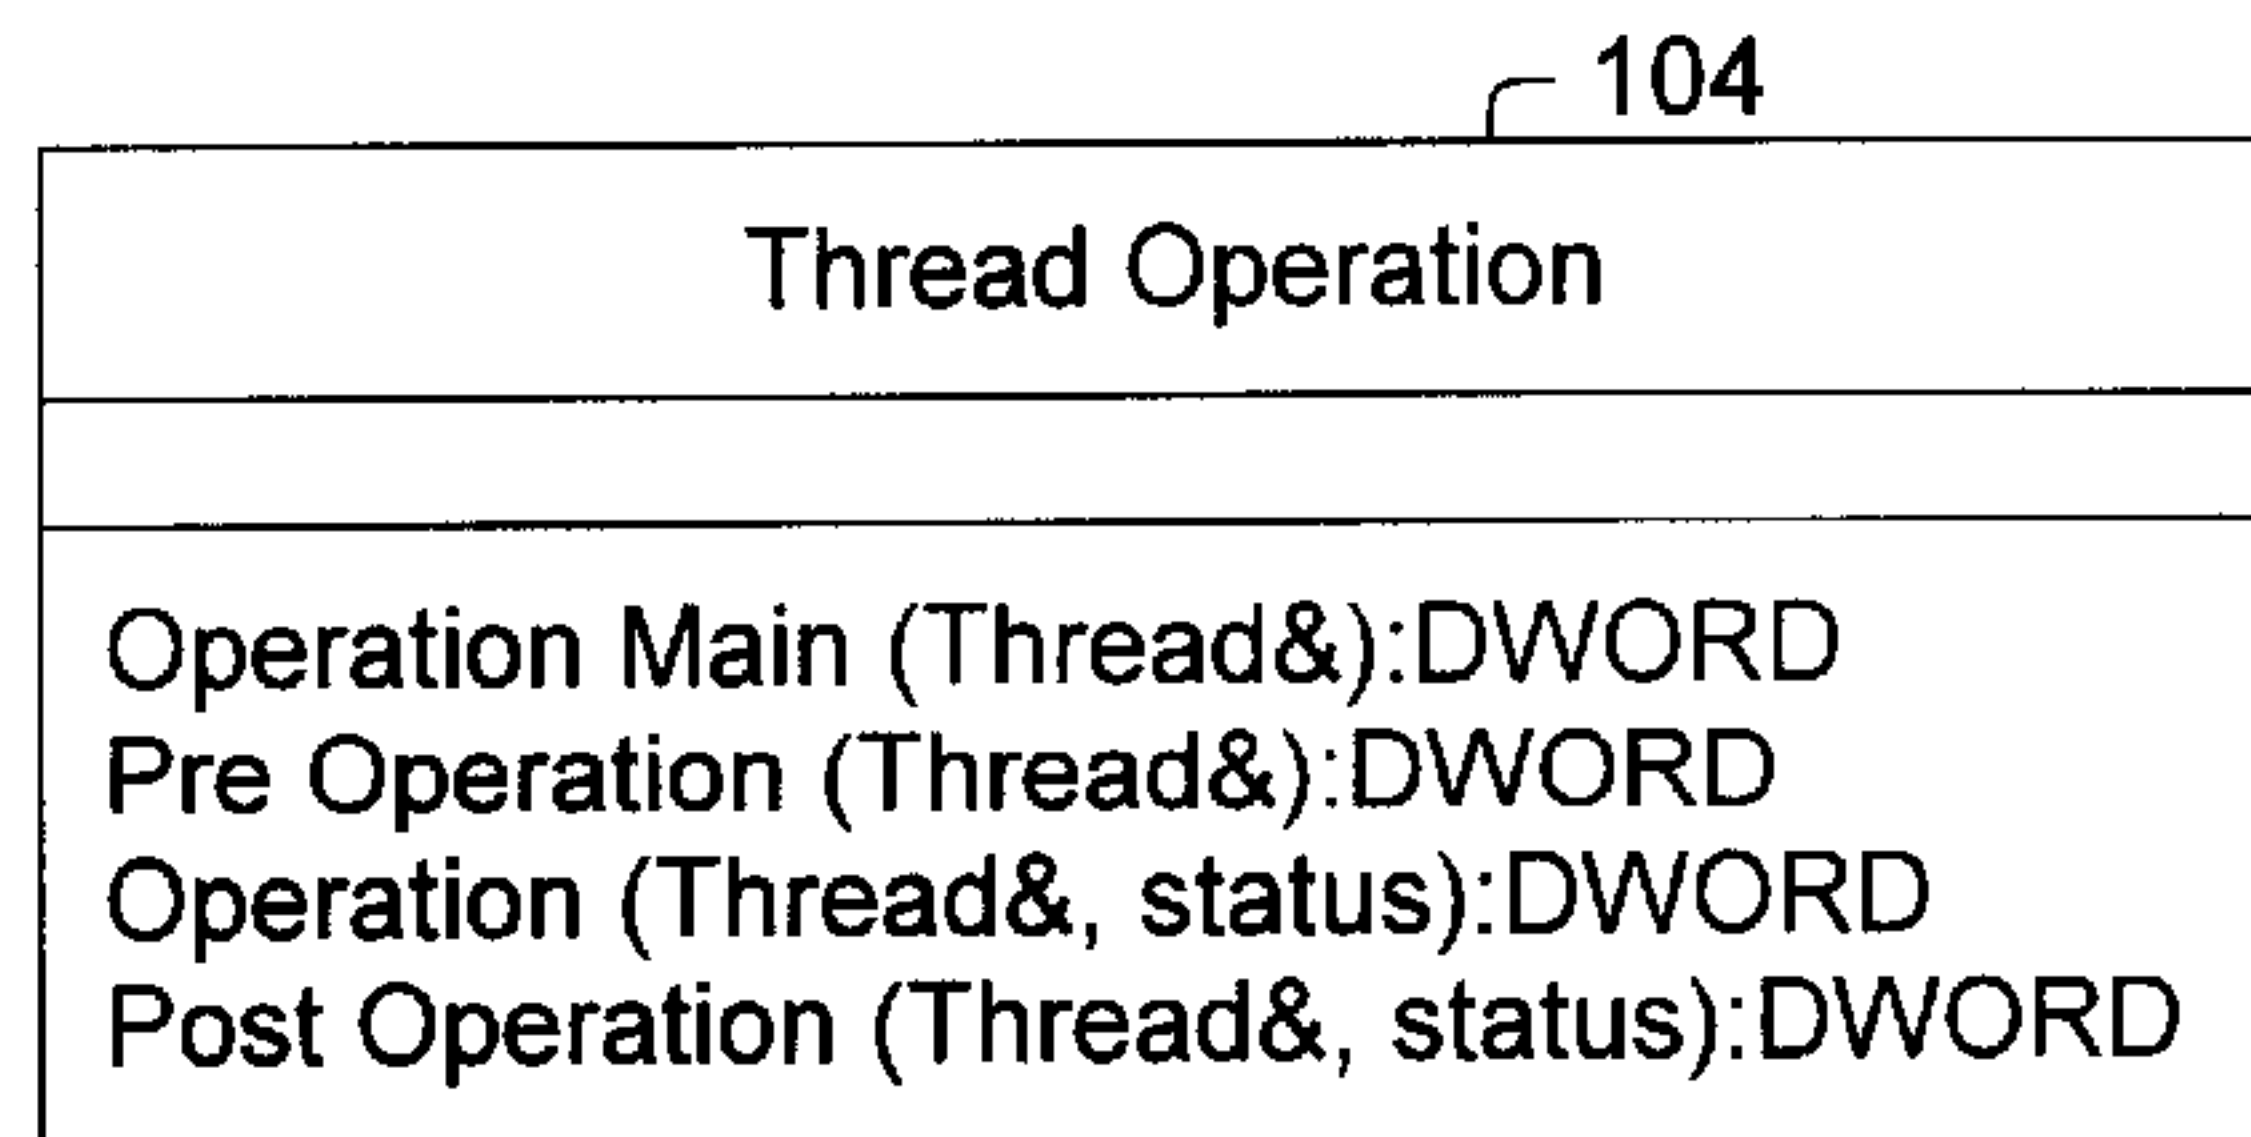 104
Thread Operation
Operation Main (Thread&):DWORD
Pre Operation (Thread&):DWORD
Operation (Thread&, status):DWORD
Post Operation (Thread&, status):DWORD